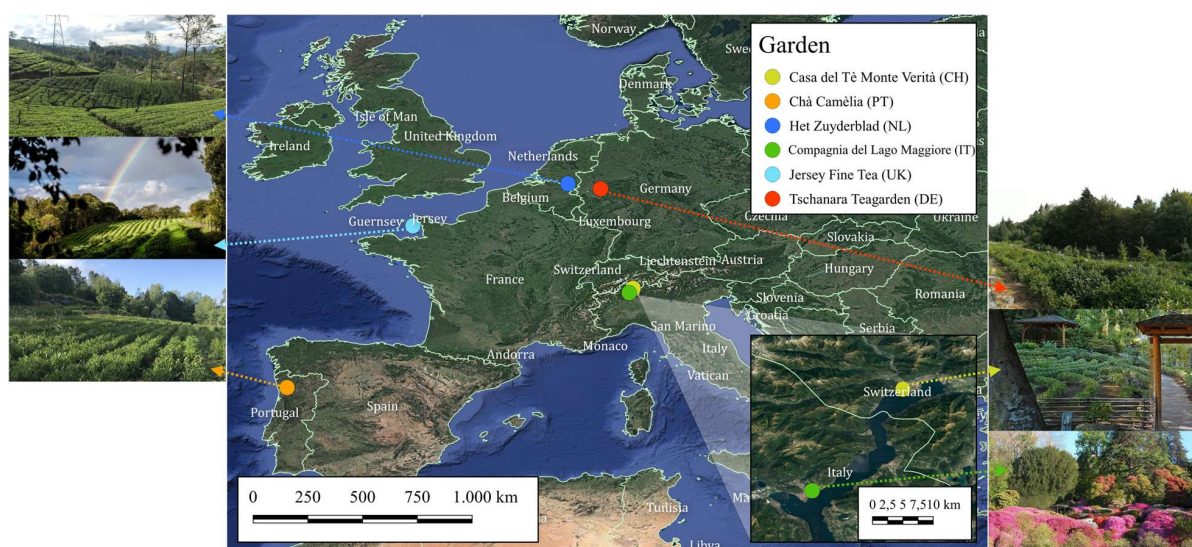 Norway
Swe
Denmark
Isle of Man
United Kingdom
Ireland
Netherlands
Germany
Belgium
Luxembourg
Czechia
Ukraine
Guernsey
Jersey
Slovakia
France
Switzerland
Liechtenstein
Austria
Hungary
Romania
Slovenia
Croatia
San Marino
Serbia
Monaco
Italy
Andorra
Vatican
Portugal
Spain
Tunisia
Libya
Ma
Garden
Casa del Tè Monte Verità (CH)
Chà Camèlia (PT)
Het Zuyderblad (NL)
Compagnia del Lago Maggiore (IT)
Jersey Fine Tea (UK)
Tschanara Teagarden (DE)
Switzerland
Italy
0 2,5 5 7,510 km
0 250 500 750 1.000 km